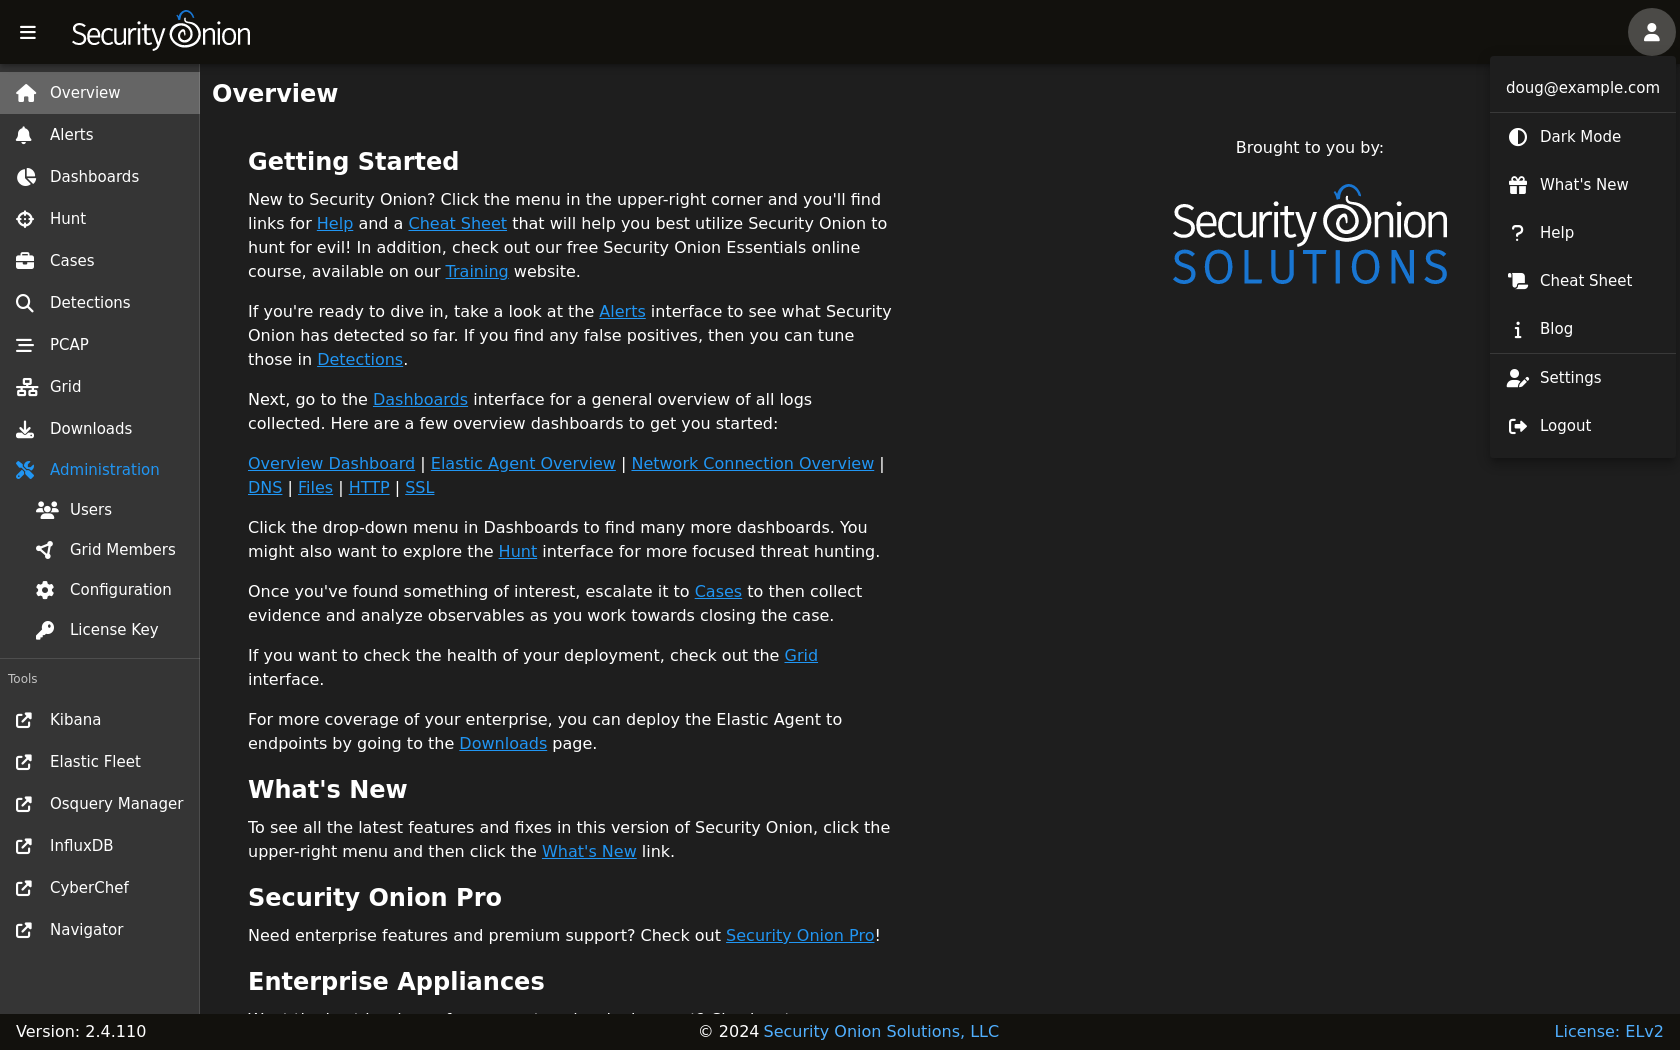 Security Onion
doug@example.com
Dark Mode
What's New
Help
Cheat Sheet
Blog
Settings
Logout
Overview
Alerts
Dashboards
Hunt
Cases
Detections
PCAP
Grid
Downloads
Administration
Users
Grid Members
Configuration
License Key
Tools
Kibana
Elastic Fleet
Osquery Manager
InfluxDB
CyberChef
Navigator
Overview
Getting Started
New to Security Onion? Click the menu in the upper-right corner and you'll find
links for Help and a Cheat Sheet that will help you best utilize Security Onion to
hunt for evil! In addition, check out our free Security Onion Essentials online
course, available on our Training website.
If you're ready to dive in, take a look at the Alerts interface to see what Security
Onion has detected so far. If you find any false positives, then you can tune
those in Detections.
Next, go to the Dashboards interface for a general overview of all logs
collected. Here are a few overview dashboards to get you started:
Overview Dashboard | Elastic Agent Overview | Network Connection Overview |
DNS | Files | HTTP | SSL
Click the drop-down menu in Dashboards to find many more dashboards. You
might also want to explore the Hunt interface for more focused threat hunting.
Once you've found something of interest, escalate it to Cases to then collect
evidence and analyze observables as you work towards closing the case.
If you want to check the health of your deployment, check out the Grid
interface.
For more coverage of your enterprise, you can deploy the Elastic Agent to
endpoints by going to the Downloads page.
What's New
To see all the latest features and fixes in this version of Security Onion, click the
upper-right menu and then click the What's New link.
Security Onion Pro
Need enterprise features and premium support? Check out Security Onion Pro!
Enterprise Appliances
Brought to you by:
Security Onion
SOLUTIONS
Version: 2.4.110
© 2024 Security Onion Solutions, LLC
License: ELv2